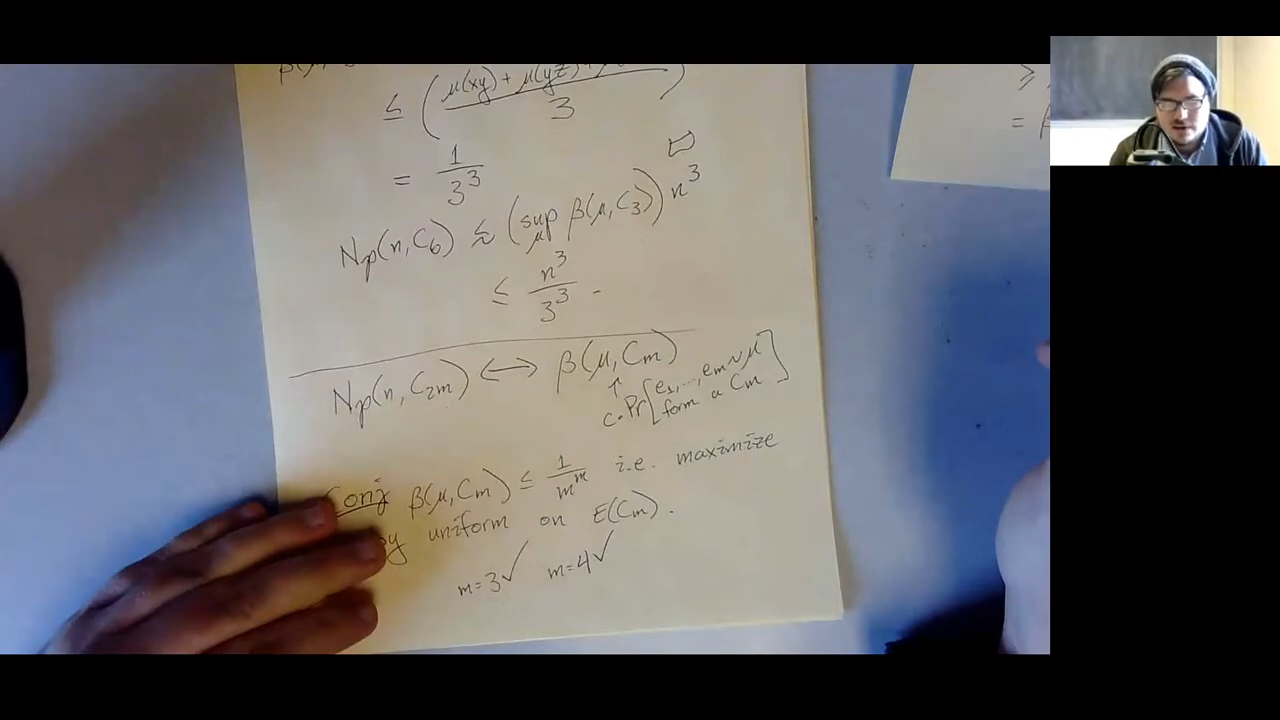 ≤ ( μ(xy) + μ(yz) + / 3 )
= 1/3³ □
N_p(n, C_6) ⪅ (sup_μ β(μ, C_3)) n³
≤ n³/3³ .
N_p(n, C_2m) ⟷ β(μ, C_m)
↑
c·Pr[e_1, ..., e_m ~ μ form a C_m]
Conj β(μ, C_m) ≤ 1/m^m i.e. maximize
by uniform on E(C_m).
m=3 ✓ m=4 ✓
≥
= β